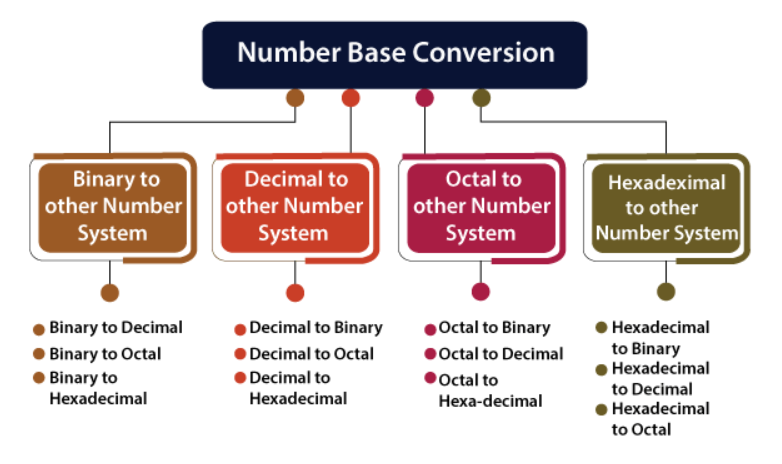 Number Base Conversion
Binary to
other Number
System
Decimal to
other Number
System
Octal to
other Number
System
Hexadeximal
to other
Number System
Binary to Decimal
Binary to Octal
Binary to
Hexadecimal
Decimal to Binary
Decimal to Octal
Decimal to
Hexadecimal
Octal to Binary
Octal to Decimal
Octal to
Hexa-decimal
Hexadecimal
to Binary
Hexadecimal
to Decimal
Hexadecimal
to Octal